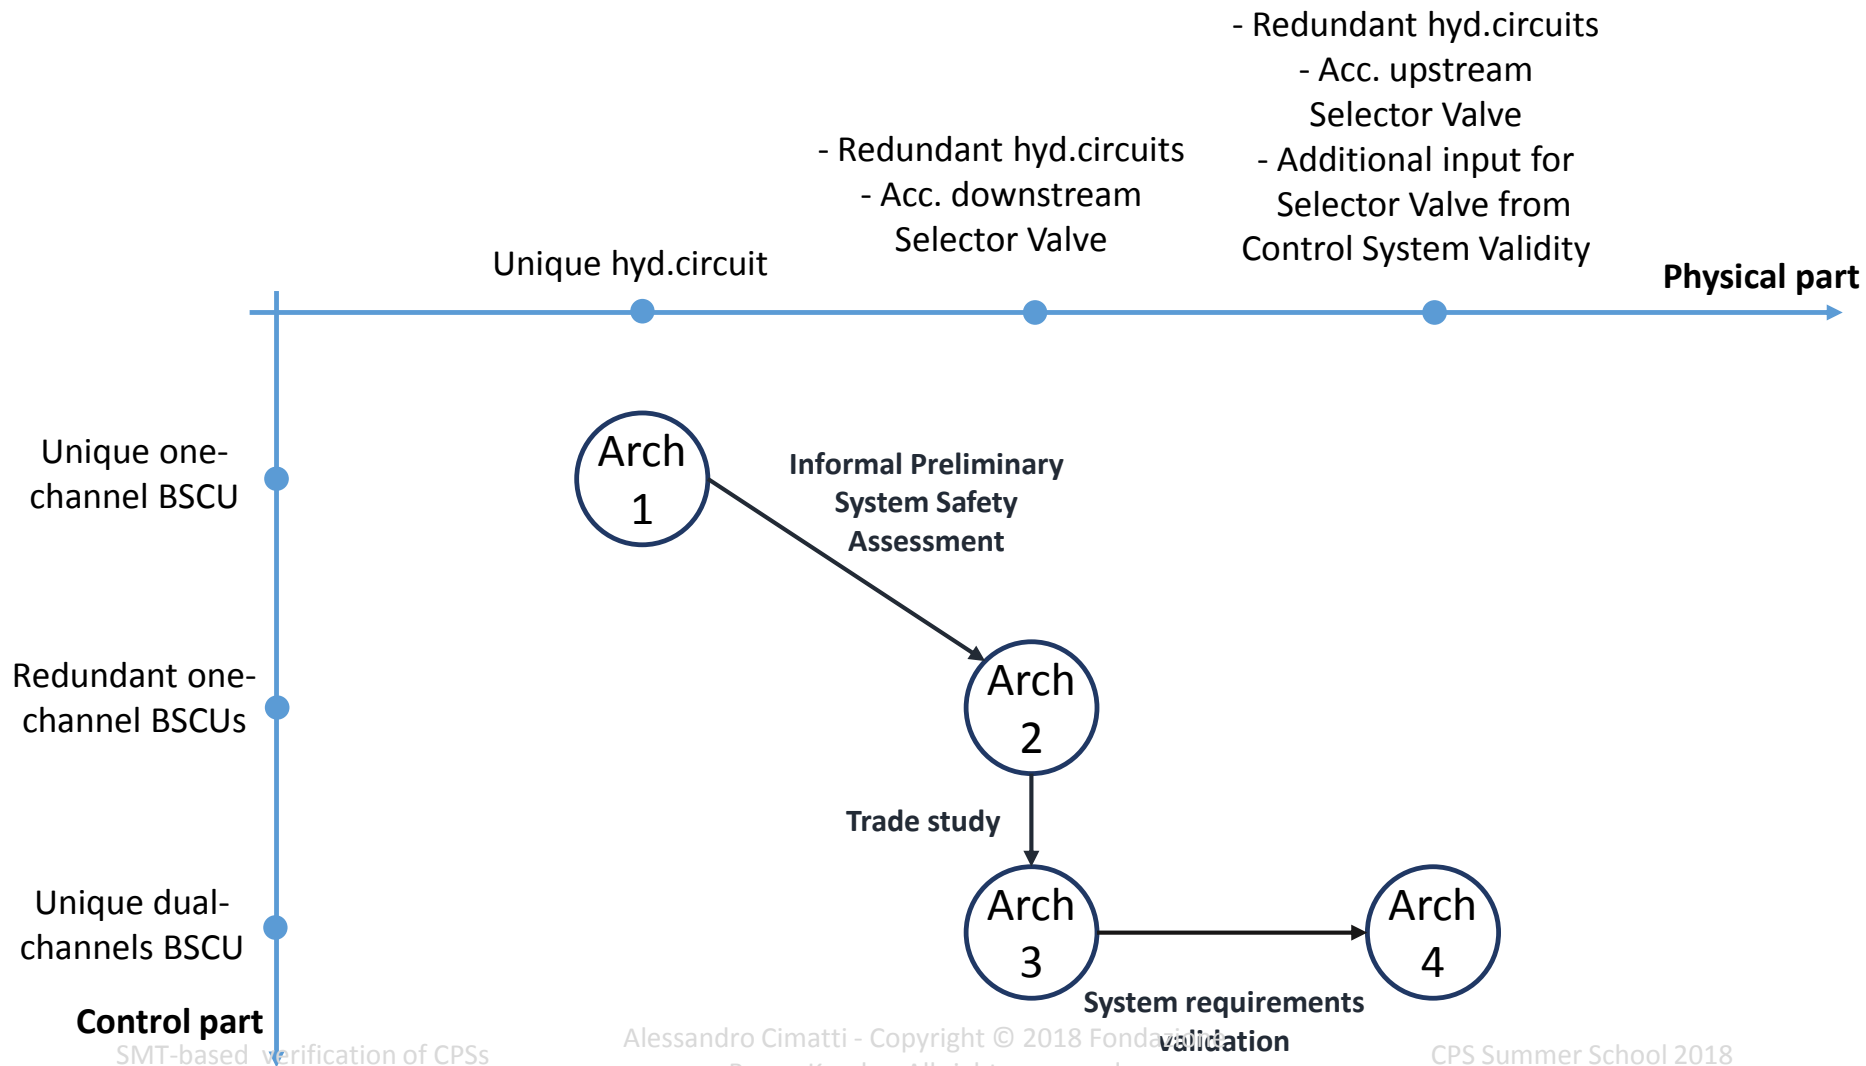 - Redundant hyd.circuits
- Acc. upstream
Selector Valve
- Additional input for
Selector Valve from
Control System Validity
- Redundant hyd.circuits
- Acc. downstream
Selector Valve
Unique hyd.circuit
Physical part
Unique one-
channel BSCU
Arch
1
Informal Preliminary
System Safety
Assessment
Redundant one-
channel BSCUs
Arch
2
Trade study
Unique dual-
channels BSCU
Arch
3
Arch
4
System requirements
validation
Control part
SMT-based verification of CPSs
Alessandro Cimatti - Copyright © 2018 Fondazione
CPS Summer School 2018